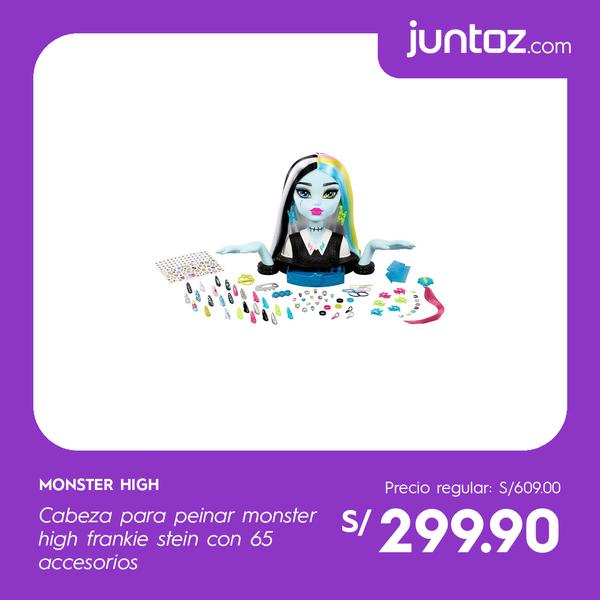 juntoz.com
MONSTER HIGH
Cabeza para peinar monster
high frankie stein con 65
accesorios
Precio regular: S/609.00
S/299.90